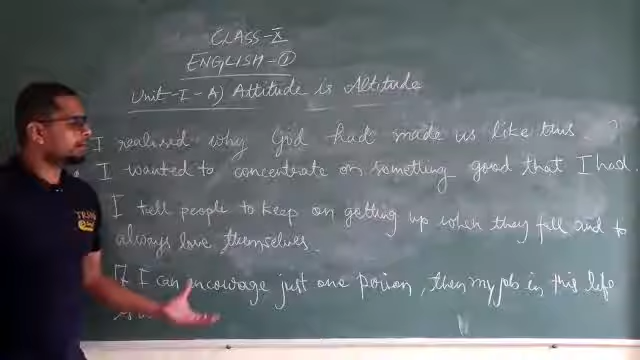 CLASS-X
ENGLISH-①
Unit-I-A) Attitude is Altitude
I realised why God had made us like this. ?
I wanted to concentrate on something good that I had.
I tell people to keep on getting up when they fall and to
always love themselves.
If I can encourage just one person, then my job in this life
is